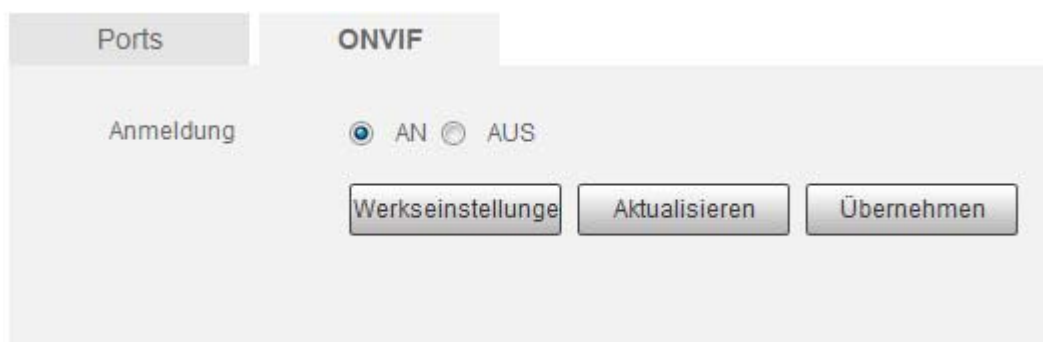 Ports ONVIF
Anmeldung AN AUS
Werkseinstellunge Aktualisieren Übernehmen